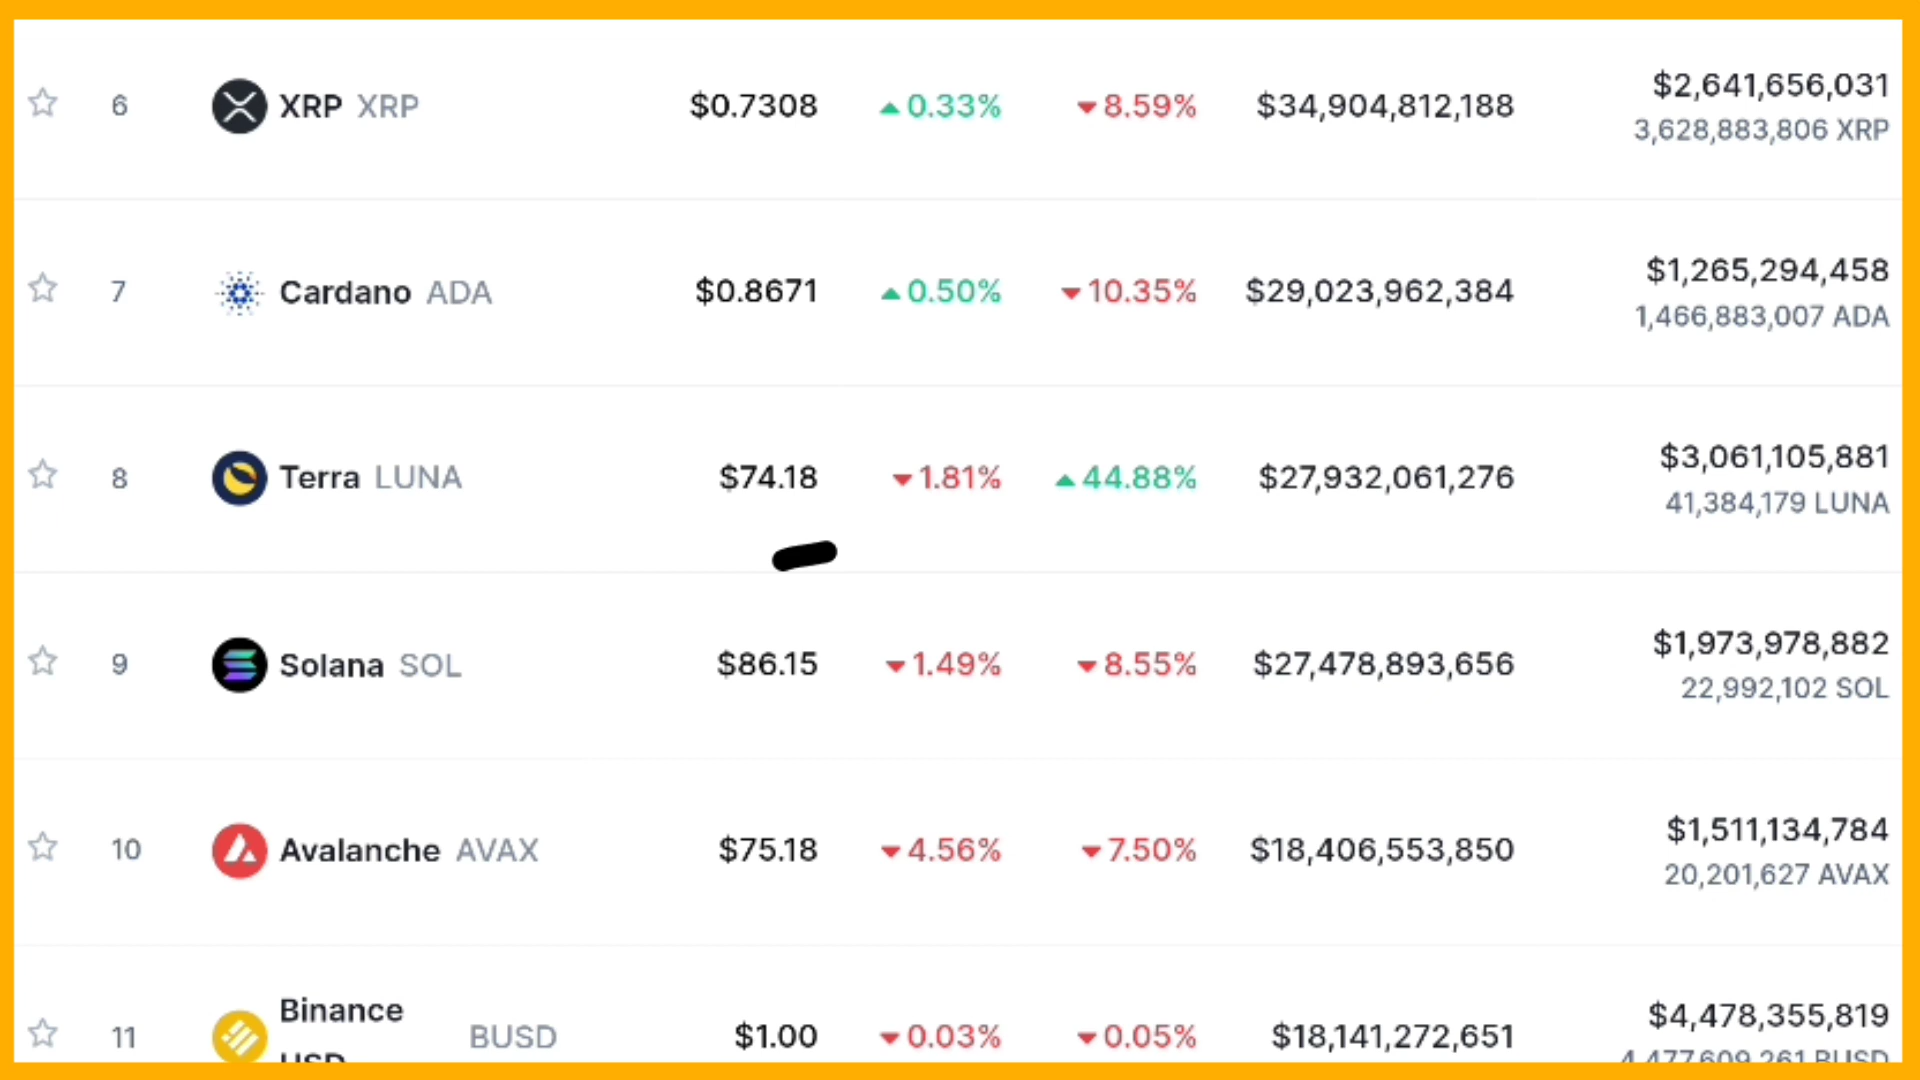 6 XRP XRP $0.7308 0.33% 8.59% $34,904,812,188 $2,641,656,031
3,628,883,806 XRP
7 Cardano ADA $0.8671 0.50% 10.35% $29,023,962,384 $1,265,294,458
1,466,883,007 ADA
8 Terra LUNA $74.18 1.81% 44.88% $27,932,061,276 $3,061,105,881
41,384,179 LUNA
9 Solana SOL $86.15 1.49% 8.55% $27,478,893,656 $1,973,978,882
22,992,102 SOL
10 Avalanche AVAX $75.18 4.56% 7.50% $18,406,553,850 $1,511,134,784
20,201,627 AVAX
11 Binance USD BUSD $1.00 0.03% 0.05% $18,141,272,651 $4,478,355,819
4,477,609,261 BUSD